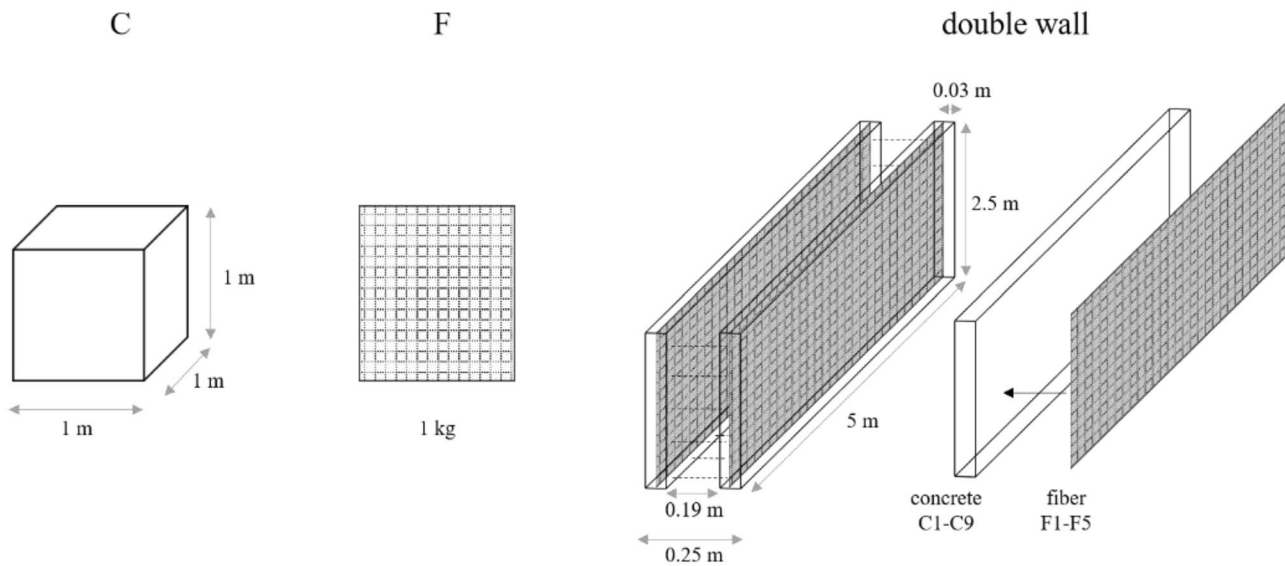 C
F
double wall
0.03 m
1 m
2.5 m
1 m
1 m
1 kg
5 m
0.19 m
0.25 m
concrete
C1-C9
fiber
F1-F5